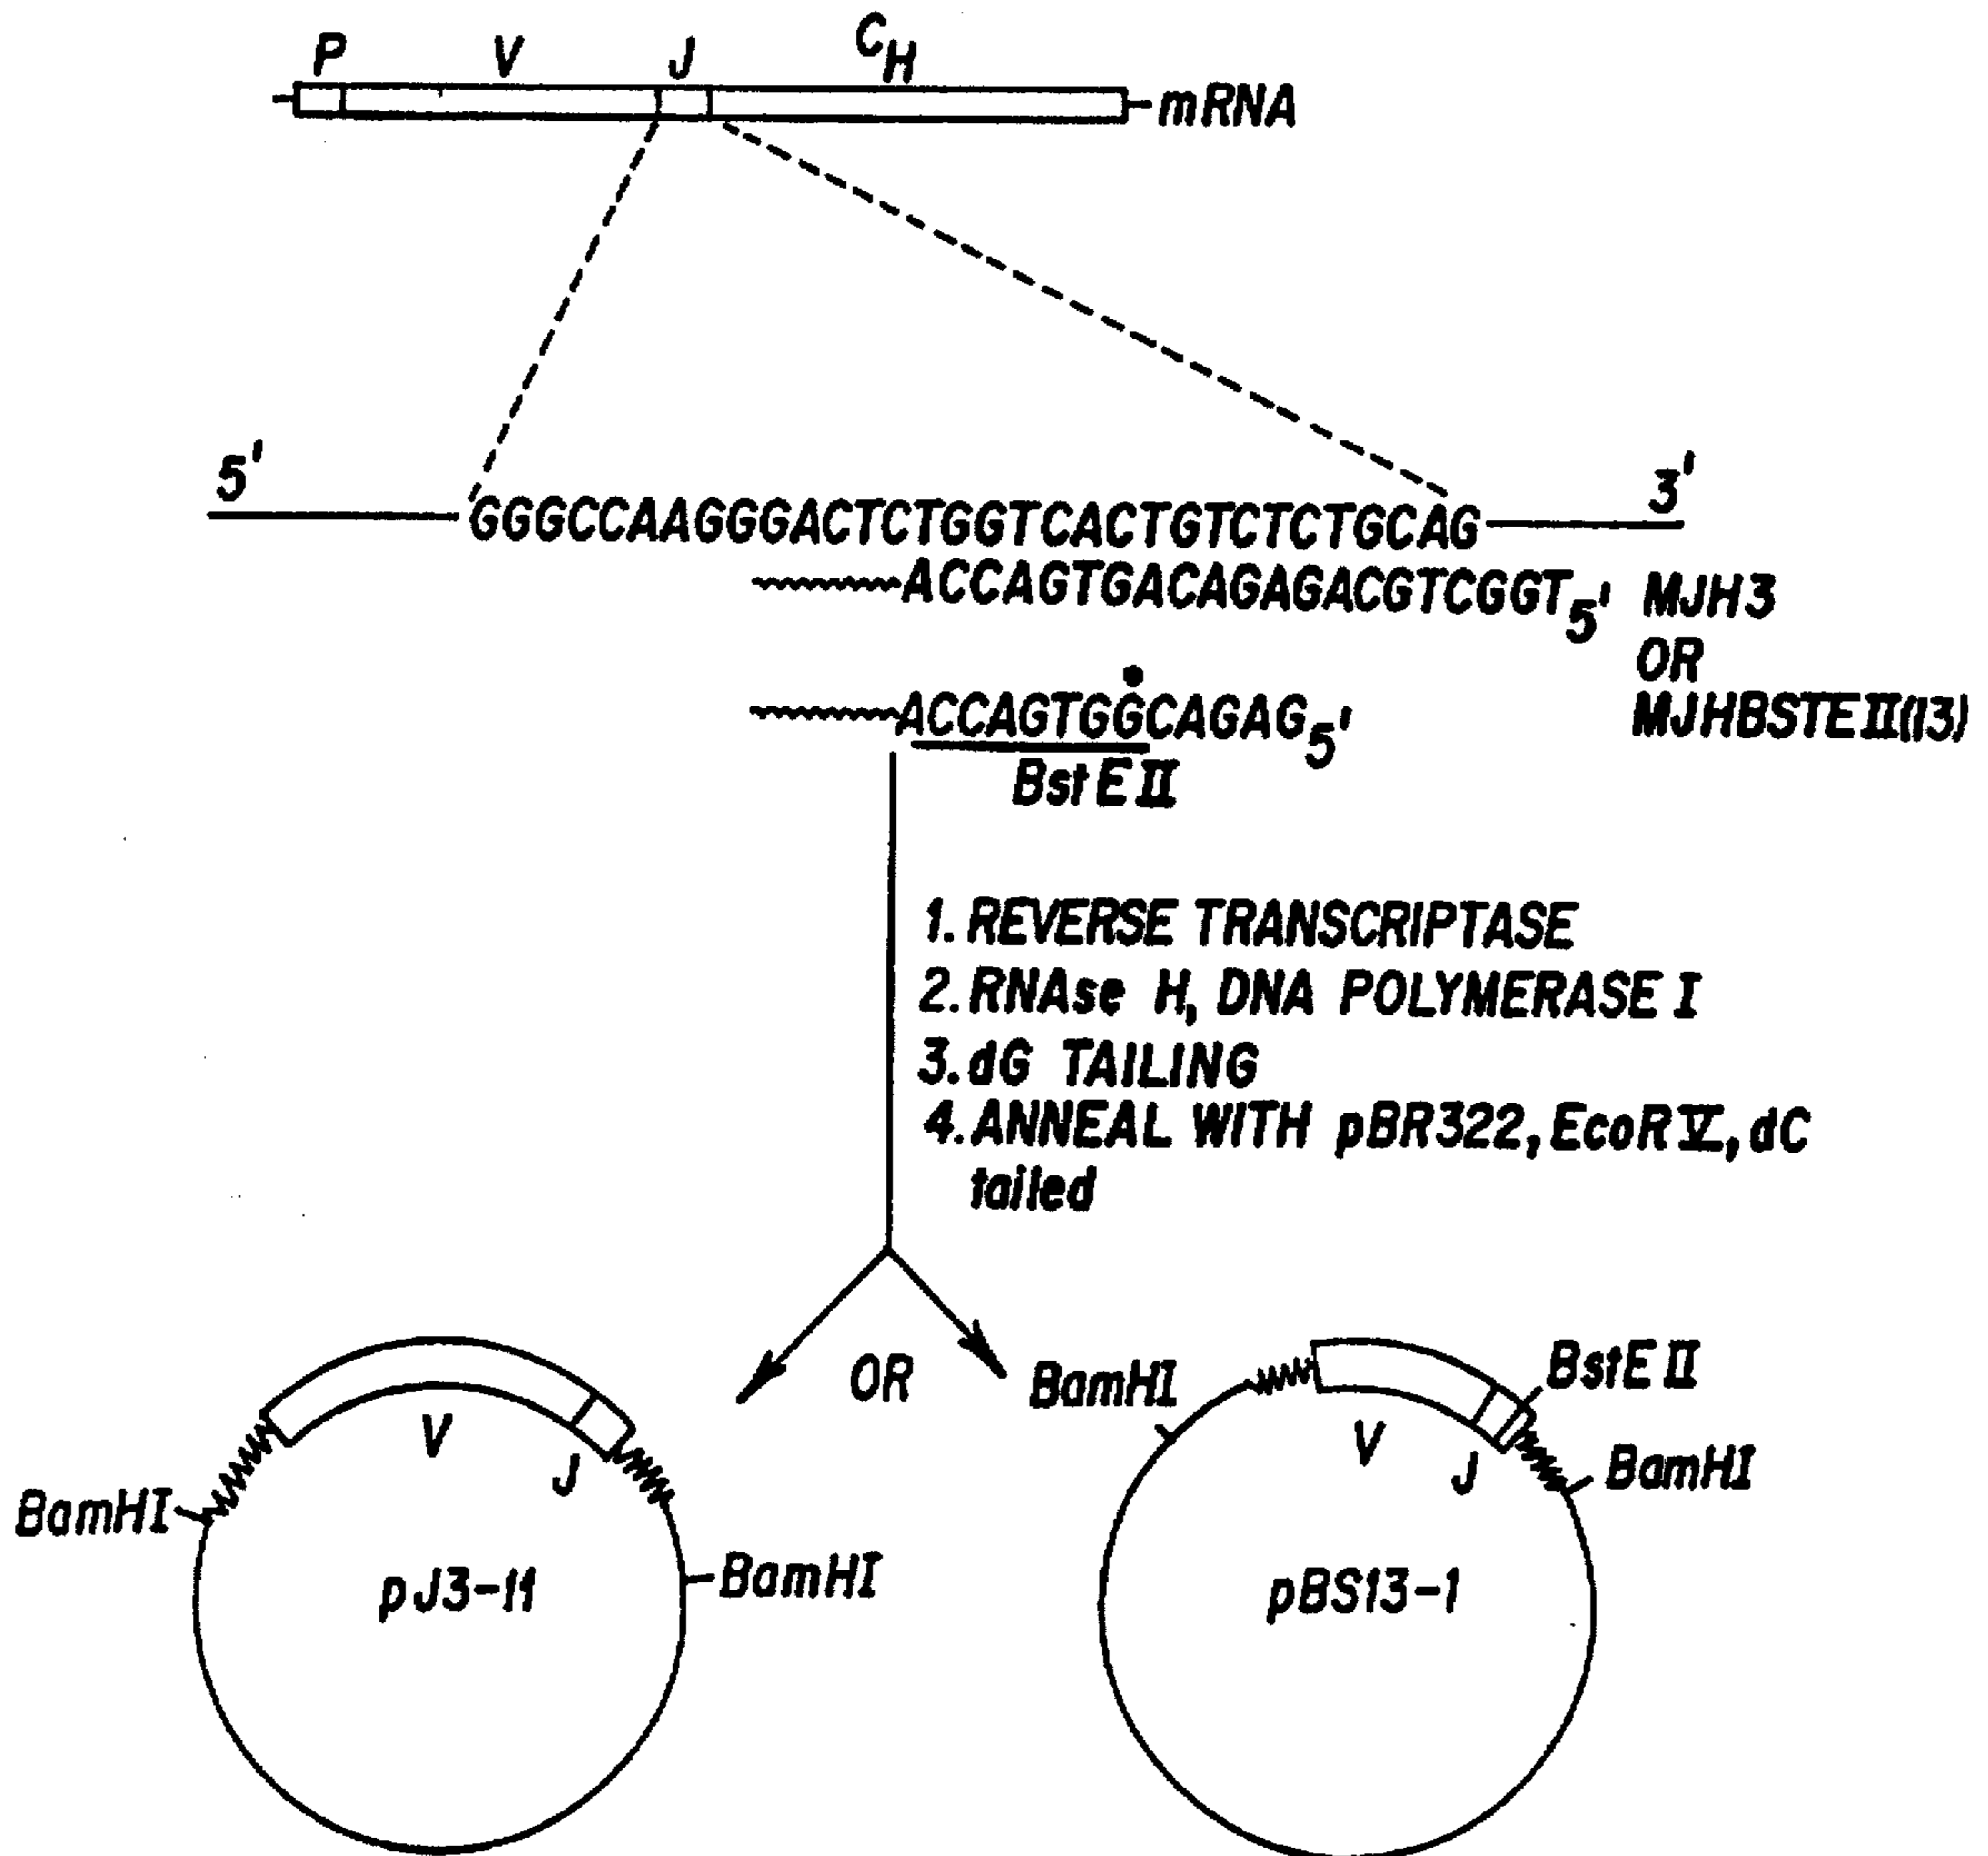 P V J CH
mRNA
5' 3'
GGGCCAAGGGACTCTGGTCACTGTCTCTGCAG
ACCAGTGACAGAGACGTCGGT5' MJH3
OR
ACCAGTGGCAGAG5' MJHBSTEII(13)
BstEII
1. REVERSE TRANSCRIPTASE
2. RNAse H, DNA POLYMERASE I
3. dG TAILING
4. ANNEAL WITH pBR322, EcoRV, dC
tailed
OR
BamHI
V
J
BamHI
pJ3-11
BamHI
BstEII
V
J
BamHI
pBS13-1